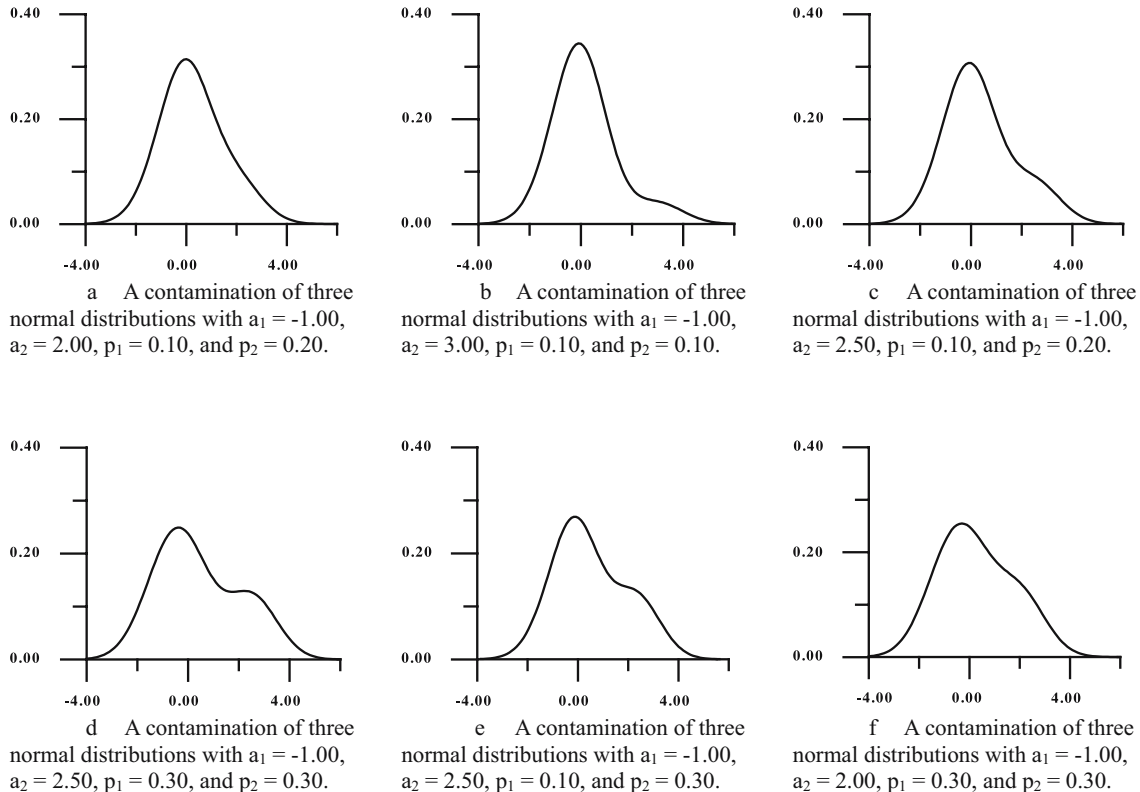 0.40
0.20
0.00
-4.00 0.00 4.00
a A contamination of three
normal distributions with a₁ = -1.00,
a₂ = 2.00, p₁ = 0.10, and p₂ = 0.20.
0.40
0.20
0.00
-4.00 0.00 4.00
b A contamination of three
normal distributions with a₁ = -1.00,
a₂ = 3.00, p₁ = 0.10, and p₂ = 0.10.
0.40
0.20
0.00
-4.00 0.00 4.00
c A contamination of three
normal distributions with a₁ = -1.00,
a₂ = 2.50, p₁ = 0.10, and p₂ = 0.20.
0.40
0.20
0.00
-4.00 0.00 4.00
d A contamination of three
normal distributions with a₁ = -1.00,
a₂ = 2.50, p₁ = 0.30, and p₂ = 0.30.
0.40
0.20
0.00
-4.00 0.00 4.00
e A contamination of three
normal distributions with a₁ = -1.00,
a₂ = 2.50, p₁ = 0.10, and p₂ = 0.30.
0.40
0.20
0.00
-4.00 0.00 4.00
f A contamination of three
normal distributions with a₁ = -1.00,
a₂ = 2.00, p₁ = 0.30, and p₂ = 0.30.